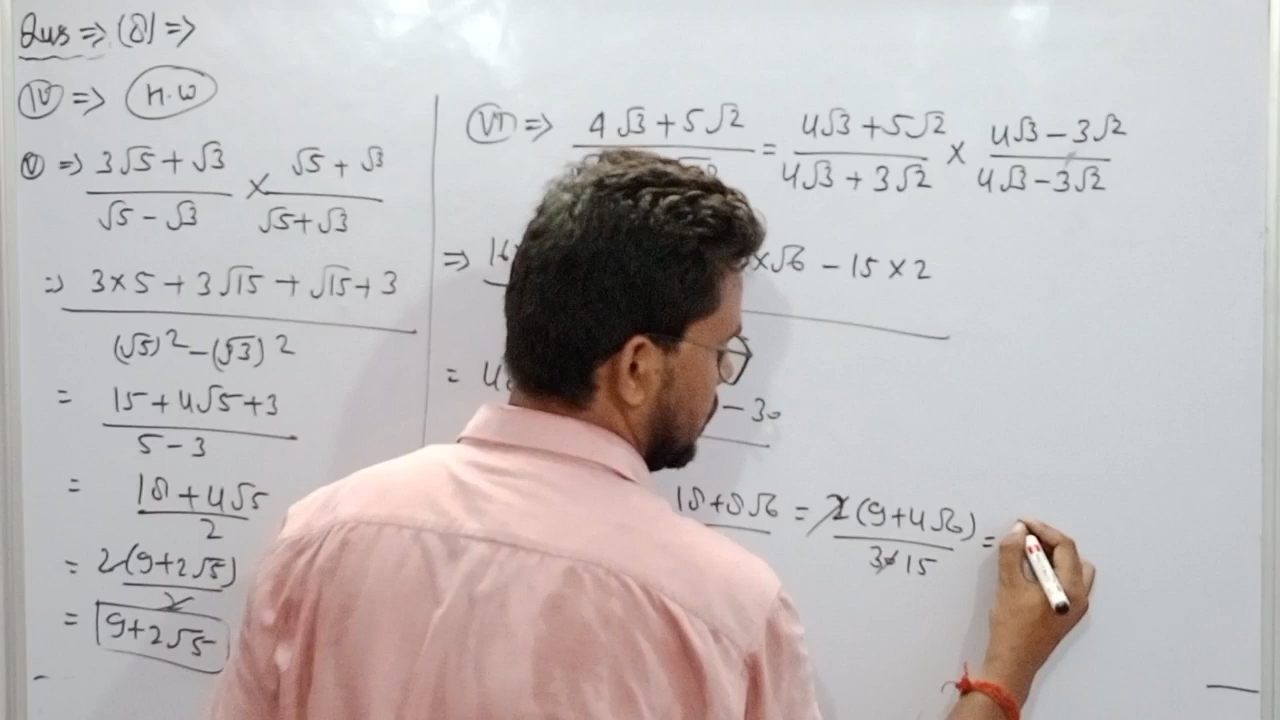 Qus => (8) =>
(IV) => H.W
(V) => 3√5 + √3 / √5 - √3 × √5 + √3 / √5 + √3
=> 3×5 + 3√15 + √15 + 3 / (√5)² - (√3)²
= 15 + 4√5 + 3 / 5 - 3
= 18 + 4√5 / 2
= 2(9 + 2√5) / 2
= 9 + 2√5
(VI) => 4√3 + 5√2 = 4√3 + 5√2 / 4√3 + 3√2 × 4√3 - 3√2 / 4√3 - 3√2
=> 16 ×√6 - 15 × 2
= 4 - 30
18 + 8√6 = 2(9 + 4√6) / 30 15 =